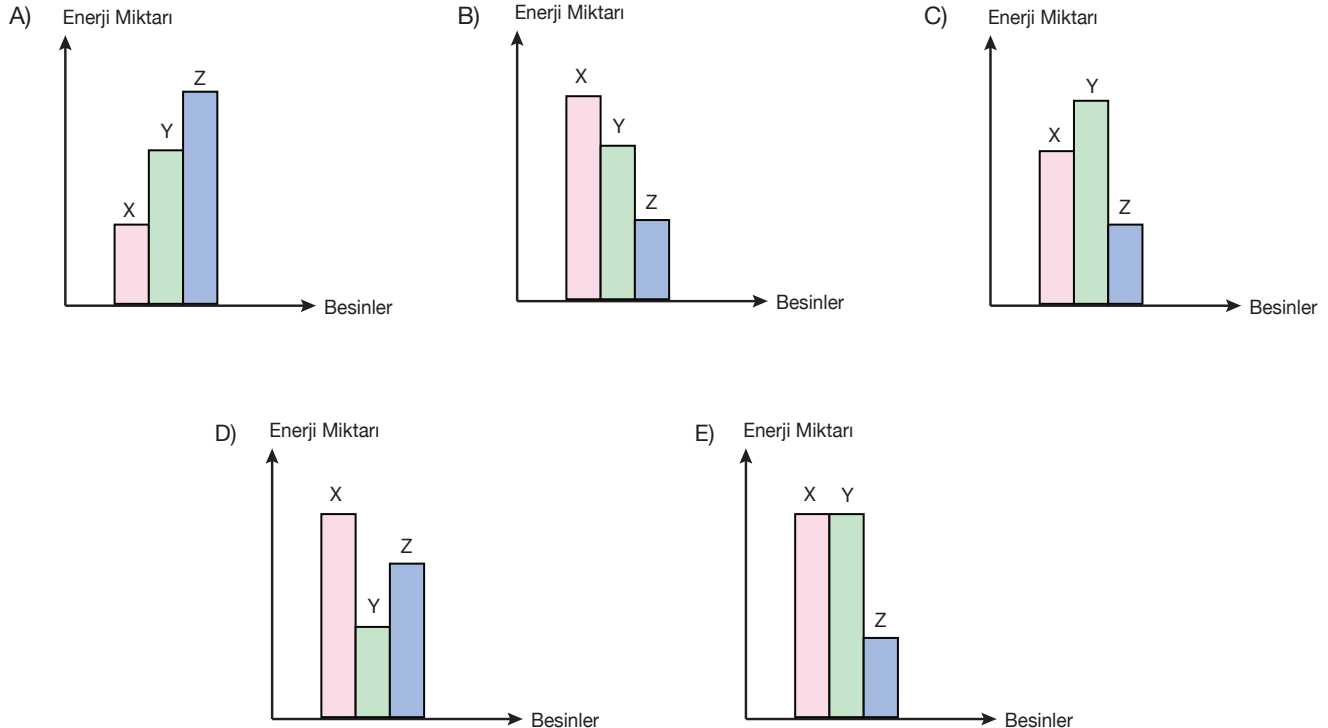 A) Enerji Miktarı
X
Y
Z
Besinler
B) Enerji Miktarı
X
Y
Z
Besinler
C) Enerji Miktarı
X
Y
Z
Besinler
D) Enerji Miktarı
X
Y
Z
Besinler
E) Enerji Miktarı
X
Y
Z
Besinler